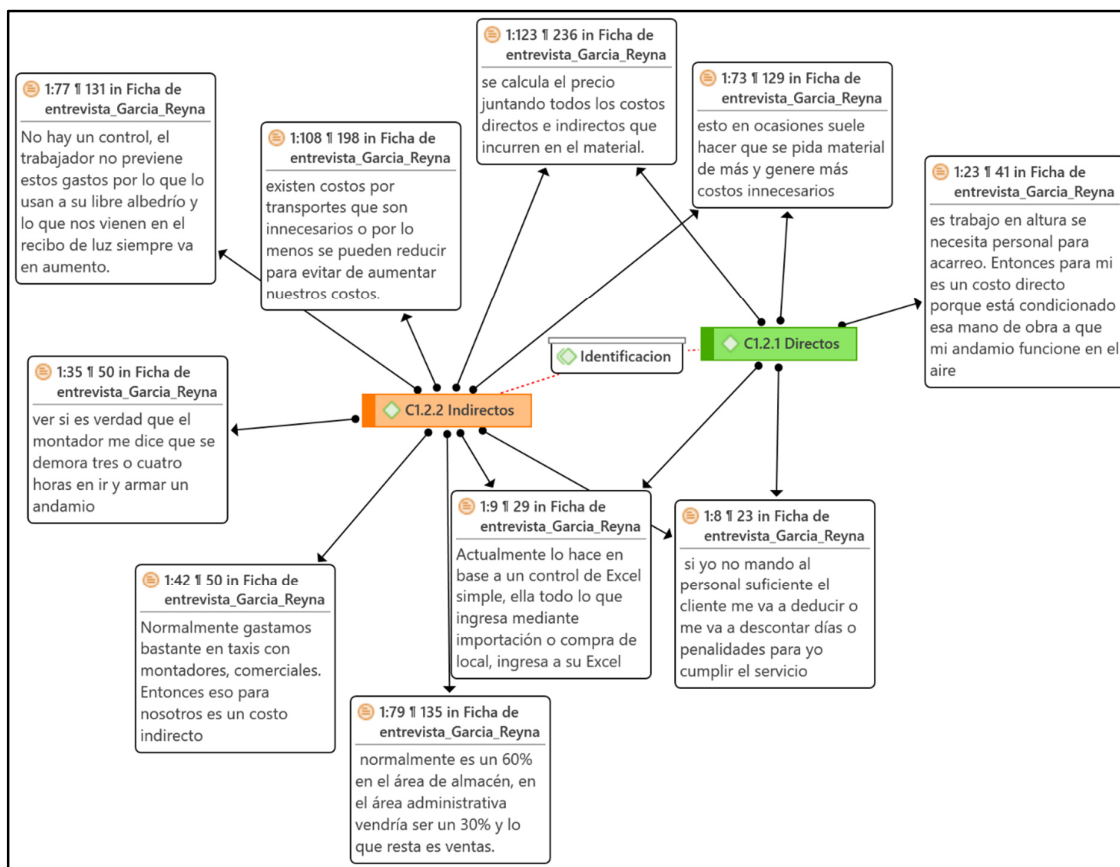 1:123 ¶ 236 in Ficha de
entrevista_Garcia_Reyna
se calcula el precio
juntando todos los costos
directos e indirectos que
incurren en el material.
1:77 ¶ 131 in Ficha de
entrevista_Garcia_Reyna
No hay un control, el
trabajador no previene
estos gastos por lo que lo
usan a su libre albedrío y
lo que nos vienen en el
recibo de luz siempre va
en aumento.
1:108 ¶ 198 in Ficha de
entrevista_Garcia_Reyna
existen costos por
transportes que son
innecesarios o por lo
menos se pueden reducir
para evitar de aumentar
nuestros costos.
1:73 ¶ 129 in Ficha de
entrevista_Garcia_Reyna
esto en ocasiones suele
hacer que se pida material
de más y genere más
costos innecesarios
1:23 ¶ 41 in Ficha de
entrevista_Garcia_Reyna
es trabajo en altura se
necesita personal para
acarreo. Entonces para mi
es un costo directo
porque está condicionado
esa mano de obra a que
mi andamio funcione en el
aire
C1.2.1 Directos
Identificacion
C1.2.2 Indirectos
1:35 ¶ 50 in Ficha de
entrevista_Garcia_Reyna
ver si es verdad que el
montador me dice que se
demora tres o cuatro
horas en ir y armar un
andamio
1:9 ¶ 29 in Ficha de
entrevista_Garcia_Reyna
Actualmente lo hace en
base a un control de Excel
simple, ella todo lo que
ingresa mediante
importación o compra de
local, ingresa a su Excel
1:8 ¶ 23 in Ficha de
entrevista_Garcia_Reyna
si yo no mando al
personal suficiente el
cliente me va a deducir o
me va a descontar días o
penalidades para yo
cumplir el servicio
1:42 ¶ 50 in Ficha de
entrevista_Garcia_Reyna
Normalmente gastamos
bastante en taxis con
montadores, comerciales.
Entonces eso para
nosotros es un costo
indirecto
1:79 ¶ 135 in Ficha de
entrevista_Garcia_Reyna
normalmente es un 60%
en el área de almacén, en
el área administrativa
vendría ser un 30% y lo
que resta es ventas.